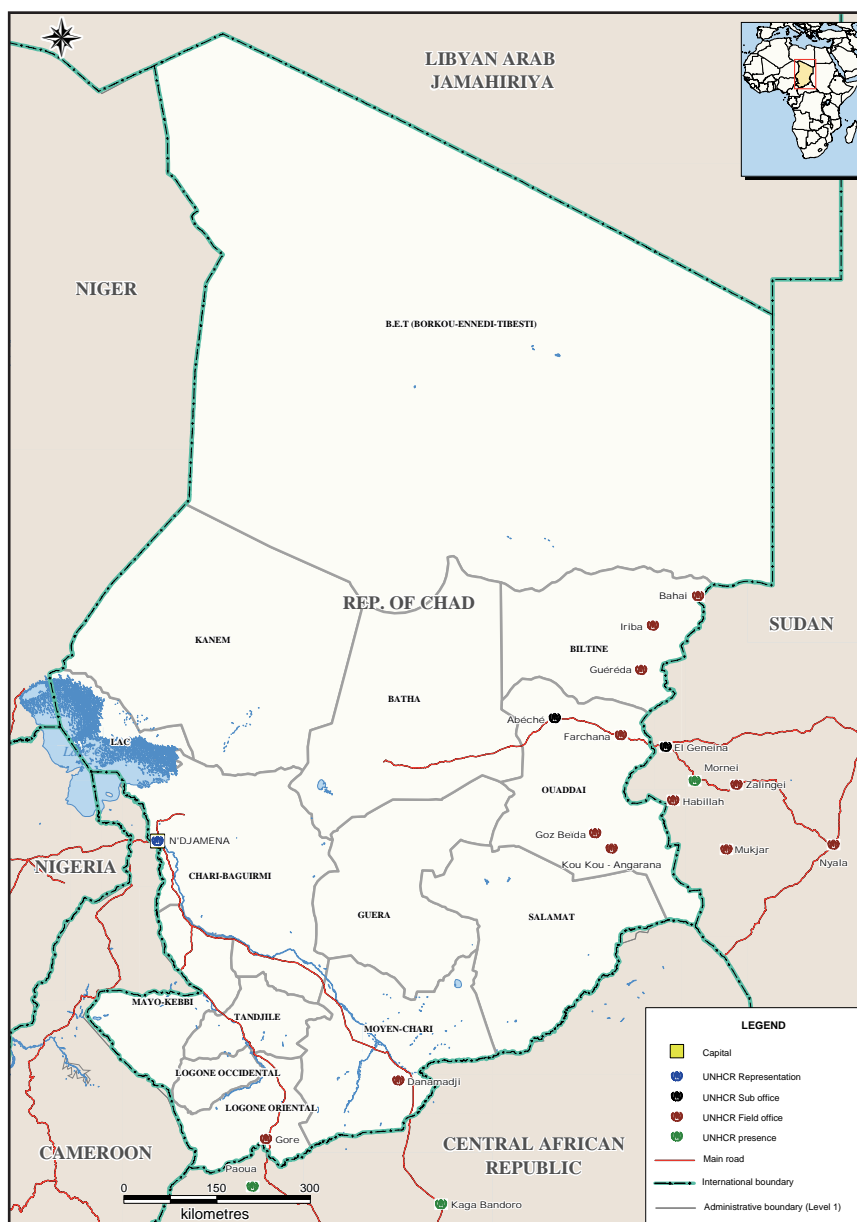 LIBYAN ARAB
JAMAHIRIYA
NIGER
B.E.T (BORKOU-ENNEDI-TIBESTI)
REP. OF CHAD
Bahai
SUDAN
Iriba
KANEM
BILTINE
Guéréda
BATHA
Abéché
Farchana
LAC
El Geneina
Mornei
Zalingei
OUADDAI
Habillah
Goz Beïda
N'DJAMENA
Kou Kou - Angarana
Mukjar
Nyala
NIGERIA
CHARI-BAGUIRMI
GUERA
SALAMAT
MAYO-KEBBI
TANDJILE
MOYEN-CHARI
LOGONE OCCIDENTAL
Danamadji
LOGONE ORIENTAL
Gore
CAMEROON
CENTRAL AFRICAN
REPUBLIC
Paoua
Kaga Bandoro
0 150 300
kilometres
LEGEND
Capital
UNHCR Representation
UNHCR Sub office
UNHCR Field office
UNHCR presence
Main road
International boundary
Administrative boundary (Level 1)